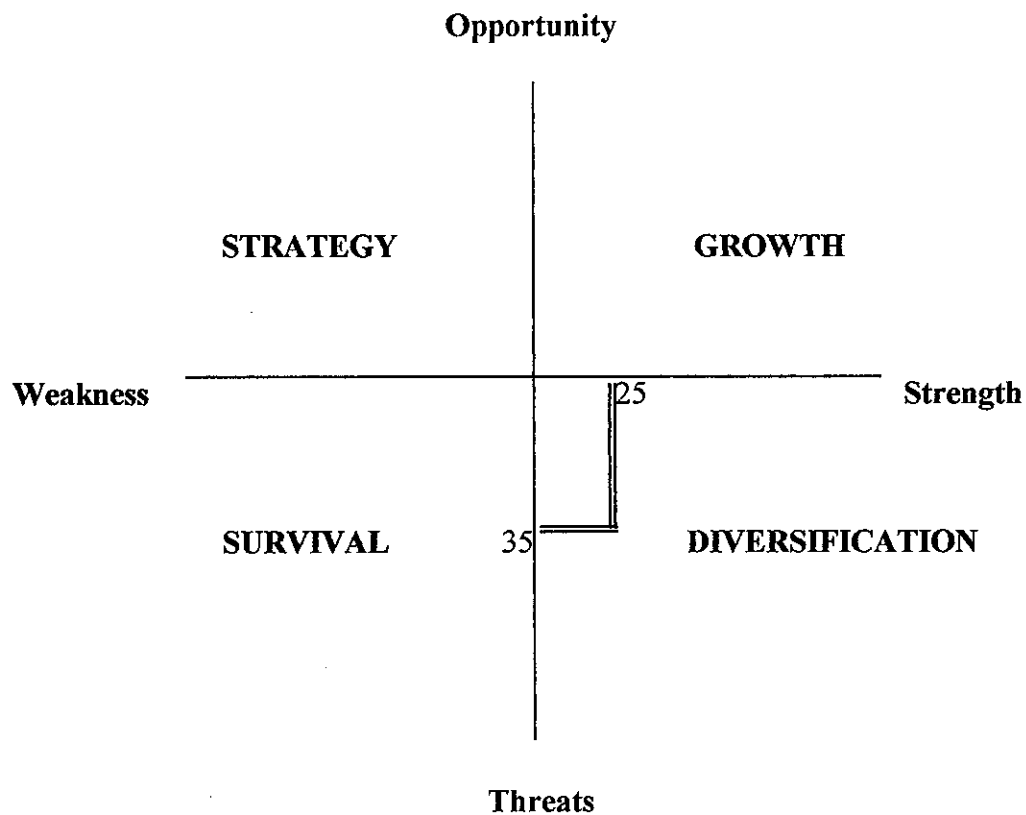 Opportunity
STRATEGY GROWTH
Weakness 25 Strength
SURVIVAL 35 DIVERSIFICATION
Threats